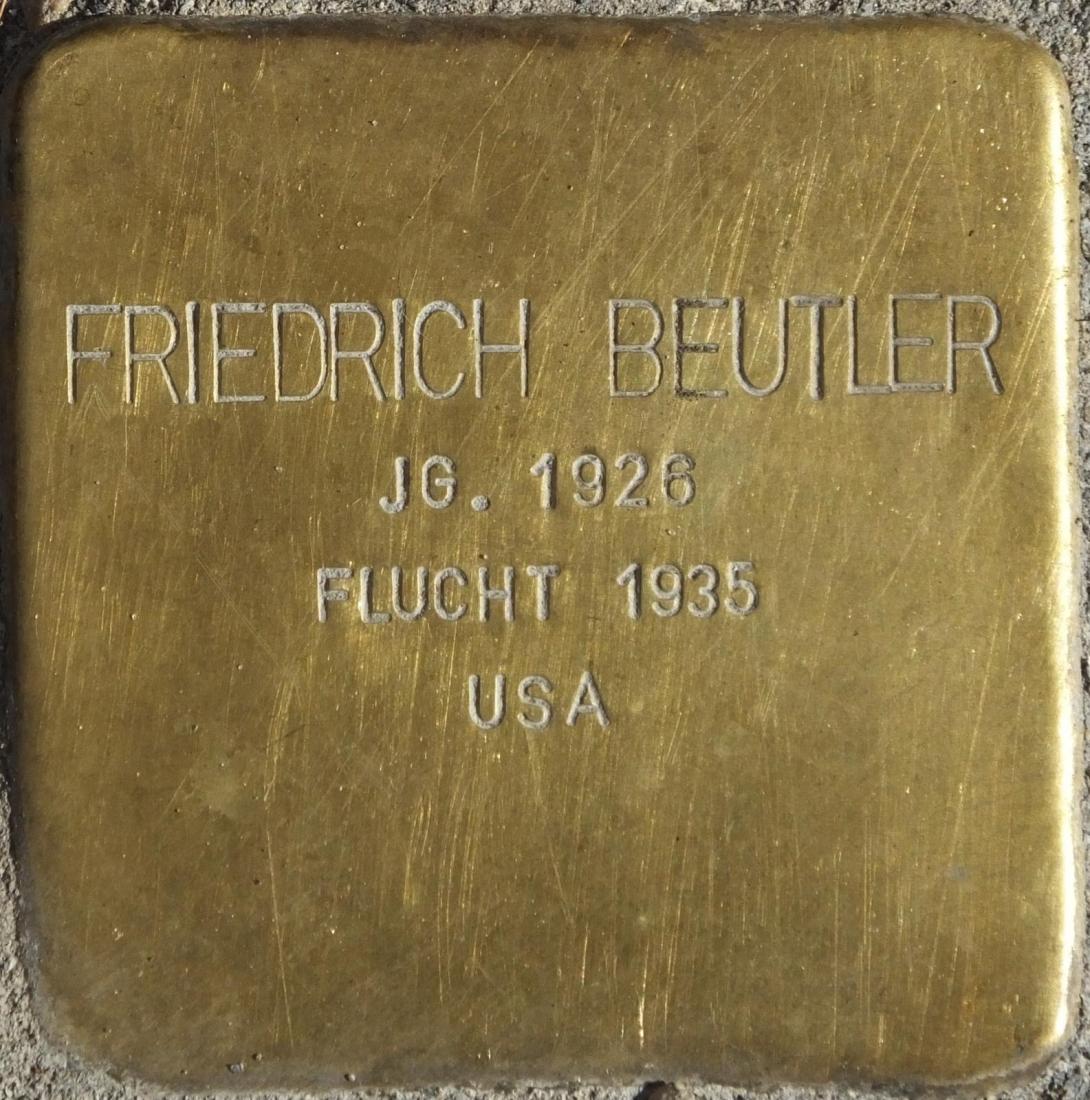 FRIEDRICH BEUTLER
JG. 1926
FLUCHT 1935
USA